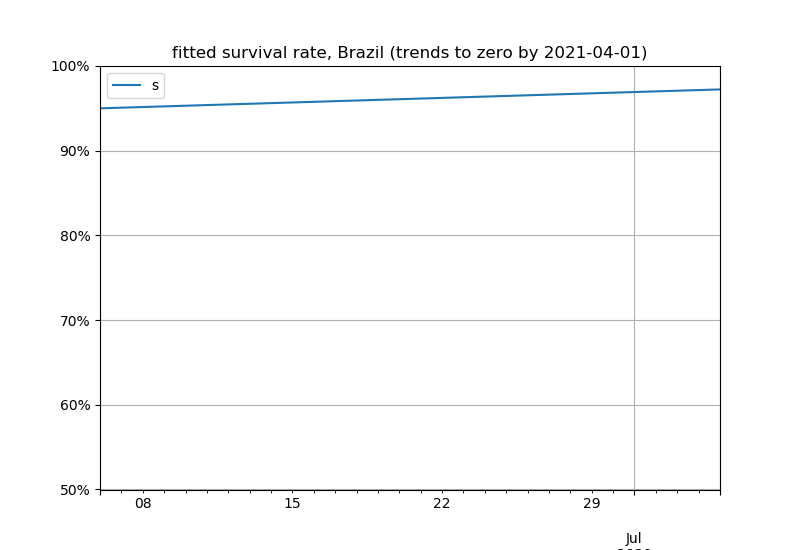 fitted survival rate, Brazil (trends to zero by 2021-04-01)
100%
s
90%
80%
70%
60%
50%
08 15 22 29
Jul